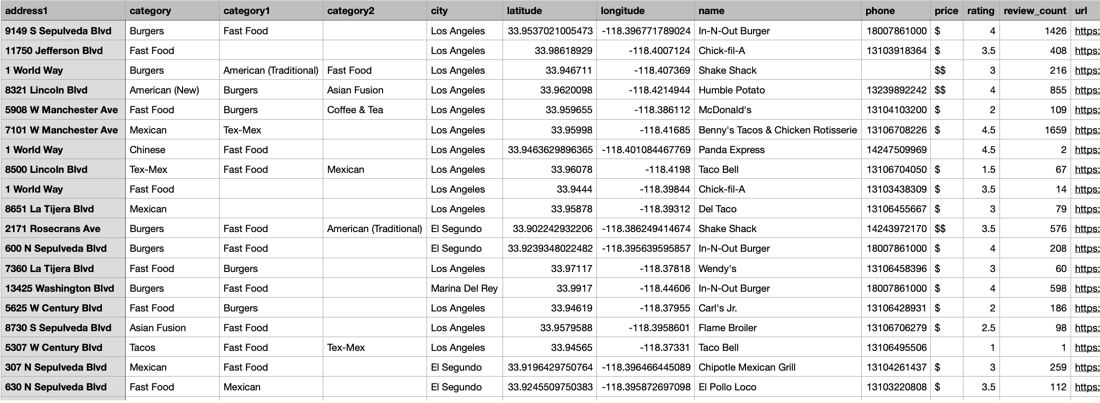 address1 category category1 category2 city latitude longitude name phone price rating review_count url
9149 S Sepulveda Blvd Burgers Fast Food Los Angeles 33.9537021005473 -118.396771789024 In-N-Out Burger 18007861000 $ 4 1426 https:
11750 Jefferson Blvd Fast Food Los Angeles 33.98618929 -118.4007124 Chick-fil-A 13103918364 $ 3.5 408 https:
1 World Way Burgers American (Traditional) Fast Food Los Angeles 33.946711 -118.407369 Shake Shack $$ 3 216 https:
8321 Lincoln Blvd American (New) Burgers Asian Fusion Los Angeles 33.9620098 -118.4214944 Humble Potato 13239892242 $$ 4 855 https:
5908 W Manchester Ave Fast Food Burgers Coffee & Tea Los Angeles 33.959655 -118.386112 McDonald's 13104103200 $ 2 109 https:
7101 W Manchester Ave Mexican Tex-Mex Los Angeles 33.95998 -118.41685 Benny's Tacos & Chicken Rotisserie 13106708226 $ 4.5 1659 https:
1 World Way Chinese Fast Food Los Angeles 33.9463629896365 -118.401084467769 Panda Express 14247509969 4.5 2 https:
8500 Lincoln Blvd Tex-Mex Fast Food Mexican Los Angeles 33.96078 -118.4198 Taco Bell 13106704050 $ 1.5 67 https:
1 World Way Fast Food Los Angeles 33.9444 -118.39844 Chick-fil-A 13103438309 $ 3.5 14 https:
8651 La Tijera Blvd Mexican Los Angeles 33.95878 -118.39312 Del Taco 13106455667 $ 3 79 https:
2171 Rosecrans Ave Burgers Fast Food American (Traditional) El Segundo 33.902242932206 -118.386249414674 Shake Shack 14243972170 $$ 3.5 576 https:
600 N Sepulveda Blvd Burgers Fast Food El Segundo 33.9239348022482 -118.395639595857 In-N-Out Burger 18007861000 $ 4 208 https:
7360 La Tijera Blvd Fast Food Burgers Los Angeles 33.97117 -118.37818 Wendy's 13106458396 $ 3 60 https:
13425 Washington Blvd Burgers Fast Food Marina Del Rey 33.9917 -118.44606 In-N-Out Burger 18007861000 $ 4 598 https:
5625 W Century Blvd Fast Food Burgers Los Angeles 33.94619 -118.37955 Carl's Jr. 13106428931 $ 2 186 https:
8730 S Sepulveda Blvd Asian Fusion Fast Food Los Angeles 33.9579588 -118.3958601 Flame Broiler 13106706279 $ 2.5 98 https:
5307 W Century Blvd Tacos Fast Food Tex-Mex Los Angeles 33.94565 -118.37331 Taco Bell 13106495506 1 1 https:
307 N Sepulveda Blvd Mexican Fast Food El Segundo 33.9196429750764 -118.396466445089 Chipotle Mexican Grill 13104261437 $ 3 259 https:
630 N Sepulveda Blvd Fast Food Mexican El Segundo 33.9245509750383 -118.395872697098 El Pollo Loco 13103220808 $ 3.5 112 https: